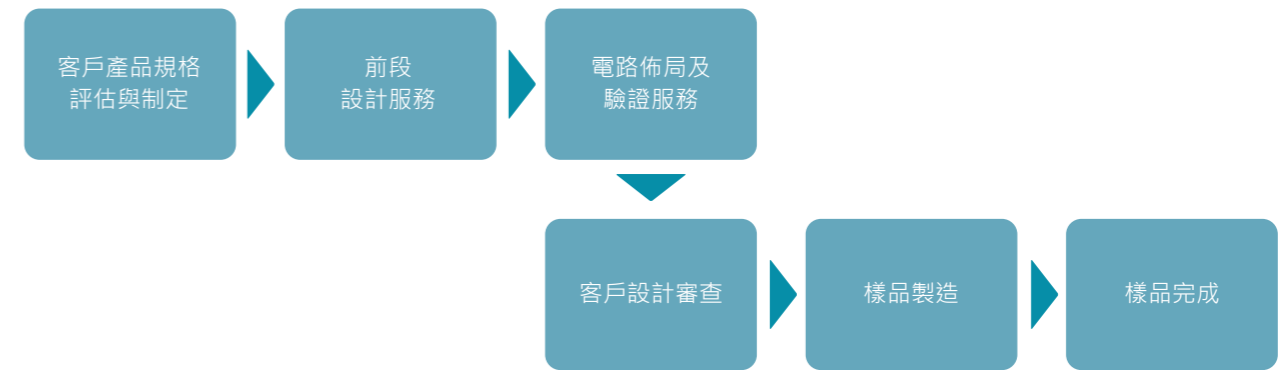 客戶產品規格
評估與制定
前段
設計服務
電路佈局及
驗證服務
客戶設計審查
樣品製造
樣品完成